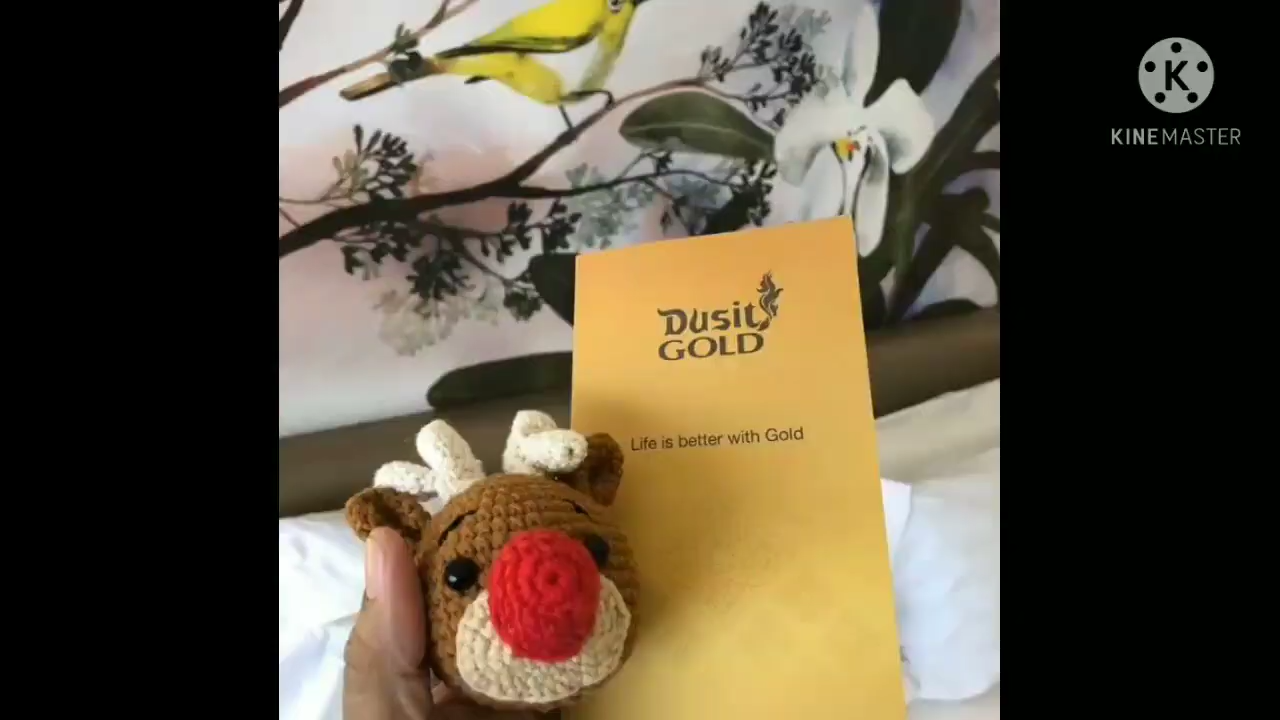 K
KINEMASTER
Dusit
GOLD
Life is better with Gold